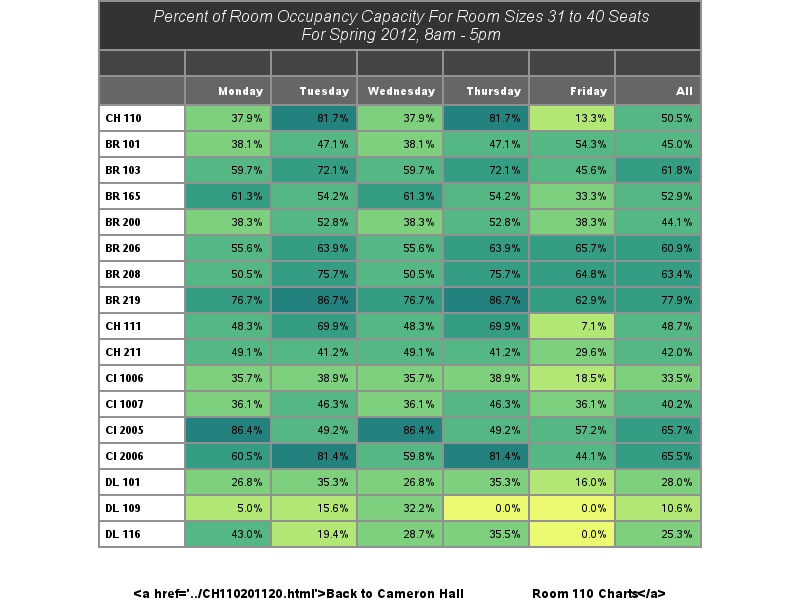 Percent of Room Occupancy Capacity For Room Sizes 31 to 40 Seats
For Spring 2012, 8am - 5pm
Monday Tuesday Wednesday Thursday Friday All
CH 110 37.9% 81.7% 37.9% 81.7% 13.3% 50.5%
BR 101 38.1% 47.1% 38.1% 47.1% 54.3% 45.0%
BR 103 59.7% 72.1% 59.7% 72.1% 45.6% 61.8%
BR 165 61.3% 54.2% 61.3% 54.2% 33.3% 52.9%
BR 200 38.3% 52.8% 38.3% 52.8% 38.3% 44.1%
BR 206 55.6% 63.9% 55.6% 63.9% 65.7% 60.9%
BR 208 50.5% 75.7% 50.5% 75.7% 64.8% 63.4%
BR 219 76.7% 86.7% 76.7% 86.7% 62.9% 77.9%
CH 111 48.3% 69.9% 48.3% 69.9% 7.1% 48.7%
CH 211 49.1% 41.2% 49.1% 41.2% 29.6% 42.0%
CI 1006 35.7% 38.9% 35.7% 38.9% 18.5% 33.5%
CI 1007 36.1% 46.3% 36.1% 46.3% 36.1% 40.2%
CI 2005 86.4% 49.2% 86.4% 49.2% 57.2% 65.7%
CI 2006 60.5% 81.4% 59.8% 81.4% 44.1% 65.5%
DL 101 26.8% 35.3% 26.8% 35.3% 16.0% 28.0%
DL 109 5.0% 15.6% 32.2% 0.0% 0.0% 10.6%
DL 116 43.0% 19.4% 28.7% 35.5% 0.0% 25.3%
<a href='../CH110201120.html'>Back to Cameron Hall Room 110 Charts</a>